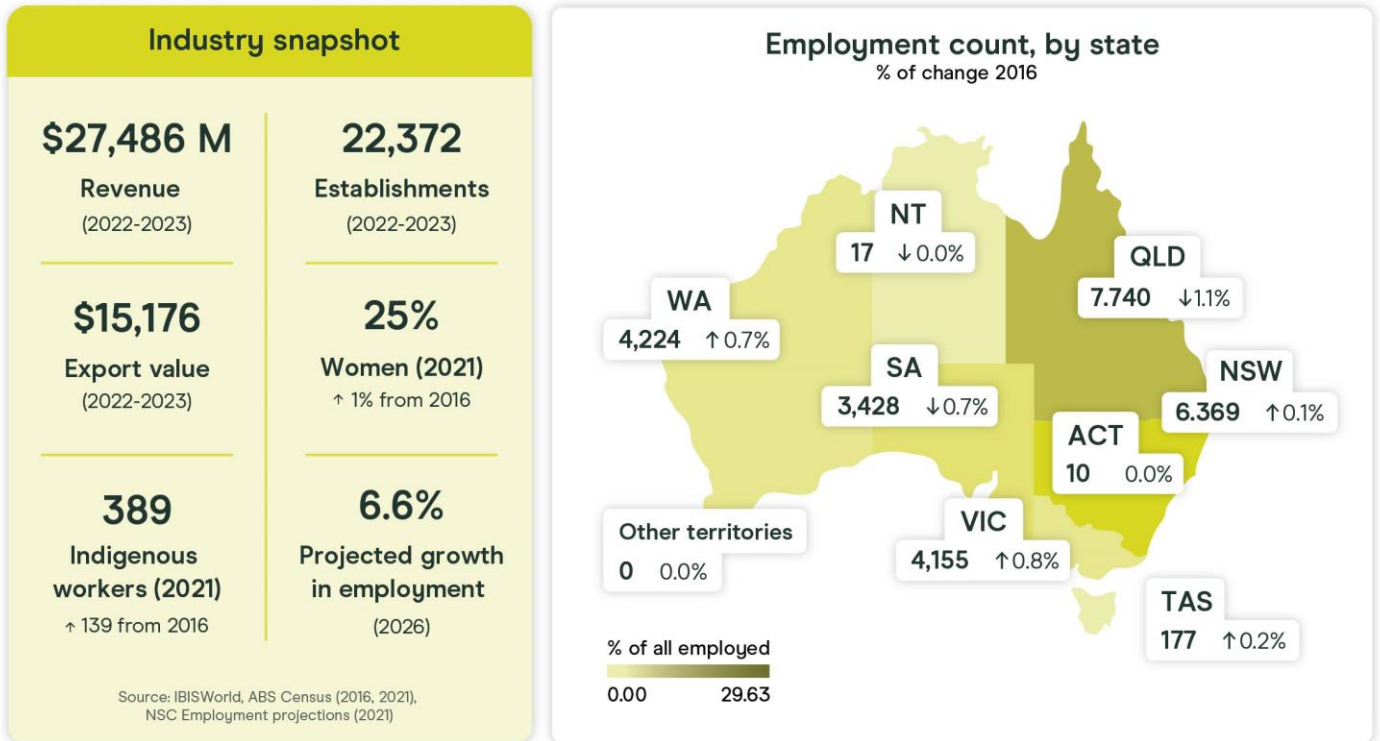 Industry snapshot
$27,486 M
Revenue
(2022-2023)
22,372
Establishments
(2022-2023)
$15,176
Export value
(2022-2023)
25%
Women (2021)
↑ 1% from 2016
389
Indigenous
workers (2021)
↑ 139 from 2016
6.6%
Projected growth
in employment
(2026)
Source: IBISWorld, ABS Census (2016, 2021),
NSC Employment projections (2021)
Employment count, by state
% of change 2016
NT
17 ↓ 0.0%
QLD
7.740 ↓1.1%
WA
4,224 ↑ 0.7%
SA
3,428 ↓0.7%
NSW
6.369 ↑0.1%
ACT
10 0.0%
VIC
4,155 ↑0.8%
Other territories
0 0.0%
TAS
177 ↑0.2%
% of all employed
0.00 29.63